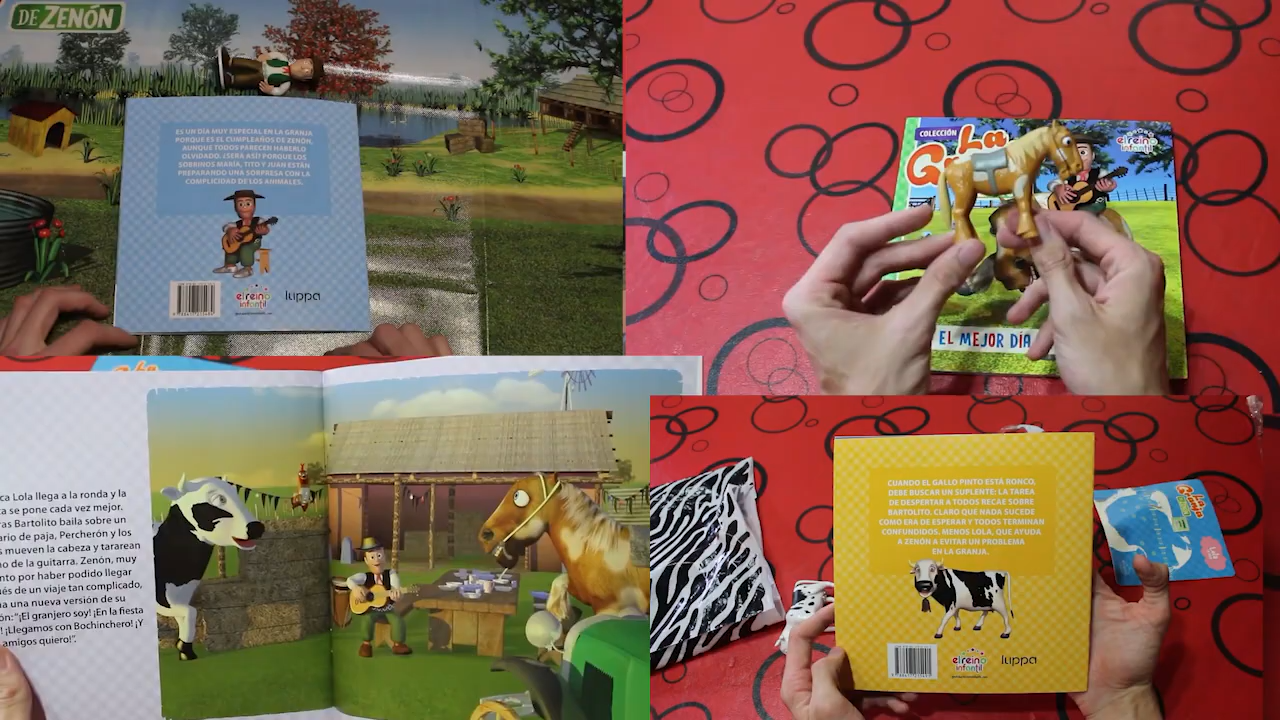 DE ZENÓN
ES UN DÍA MUY ESPECIAL EN LA GRANJA
PORQUE ES EL CUMPLEAÑOS DE ZENÓN,
AUNQUE TODOS PARECEN HABERLO
OLVIDADO. ¿SERÁ ASÍ? PORQUE LOS
SOBRINOS MARÍA, TITO Y JUAN ESTÁN
PREPARANDO UNA SORPRESA CON LA
COMPLICIDAD DE LOS ANIMALES.
el reino
infantil
luppa
COLECCIÓN
La
G
el reino
infantil
EL MEJOR DÍA
ca Lola llega a la ronda y la
ta se pone cada vez mejor.
ras Bartolito baila sobre un
ario de paja, Percherón y los
s mueven la cabeza y tararean
mo de la guitarra. Zenón, muy
nto por haber podido llegar
ués de un viaje tan complicado,
na una nueva versión de su
ón: "¡El granjero soy! ¡En la fiesta
! ¡Llegamos con Bochinchero! ¡Y
amigos quiero!".
CUANDO EL GALLO PINTO ESTÁ RONCO,
DEBE BUSCAR UN SUPLENTE: LA TAREA
DE DESPERTAR A TODOS RECAE SOBRE
BARTOLITO. CLARO QUE NADA SUCEDE
COMO ERA DE ESPERAR Y TODOS TERMINAN
CONFUNDIDOS. MENOS LOLA, QUE AYUDA
A ZENÓN A EVITAR UN PROBLEMA
EN LA GRANJA.
el reino
infantil
luppa